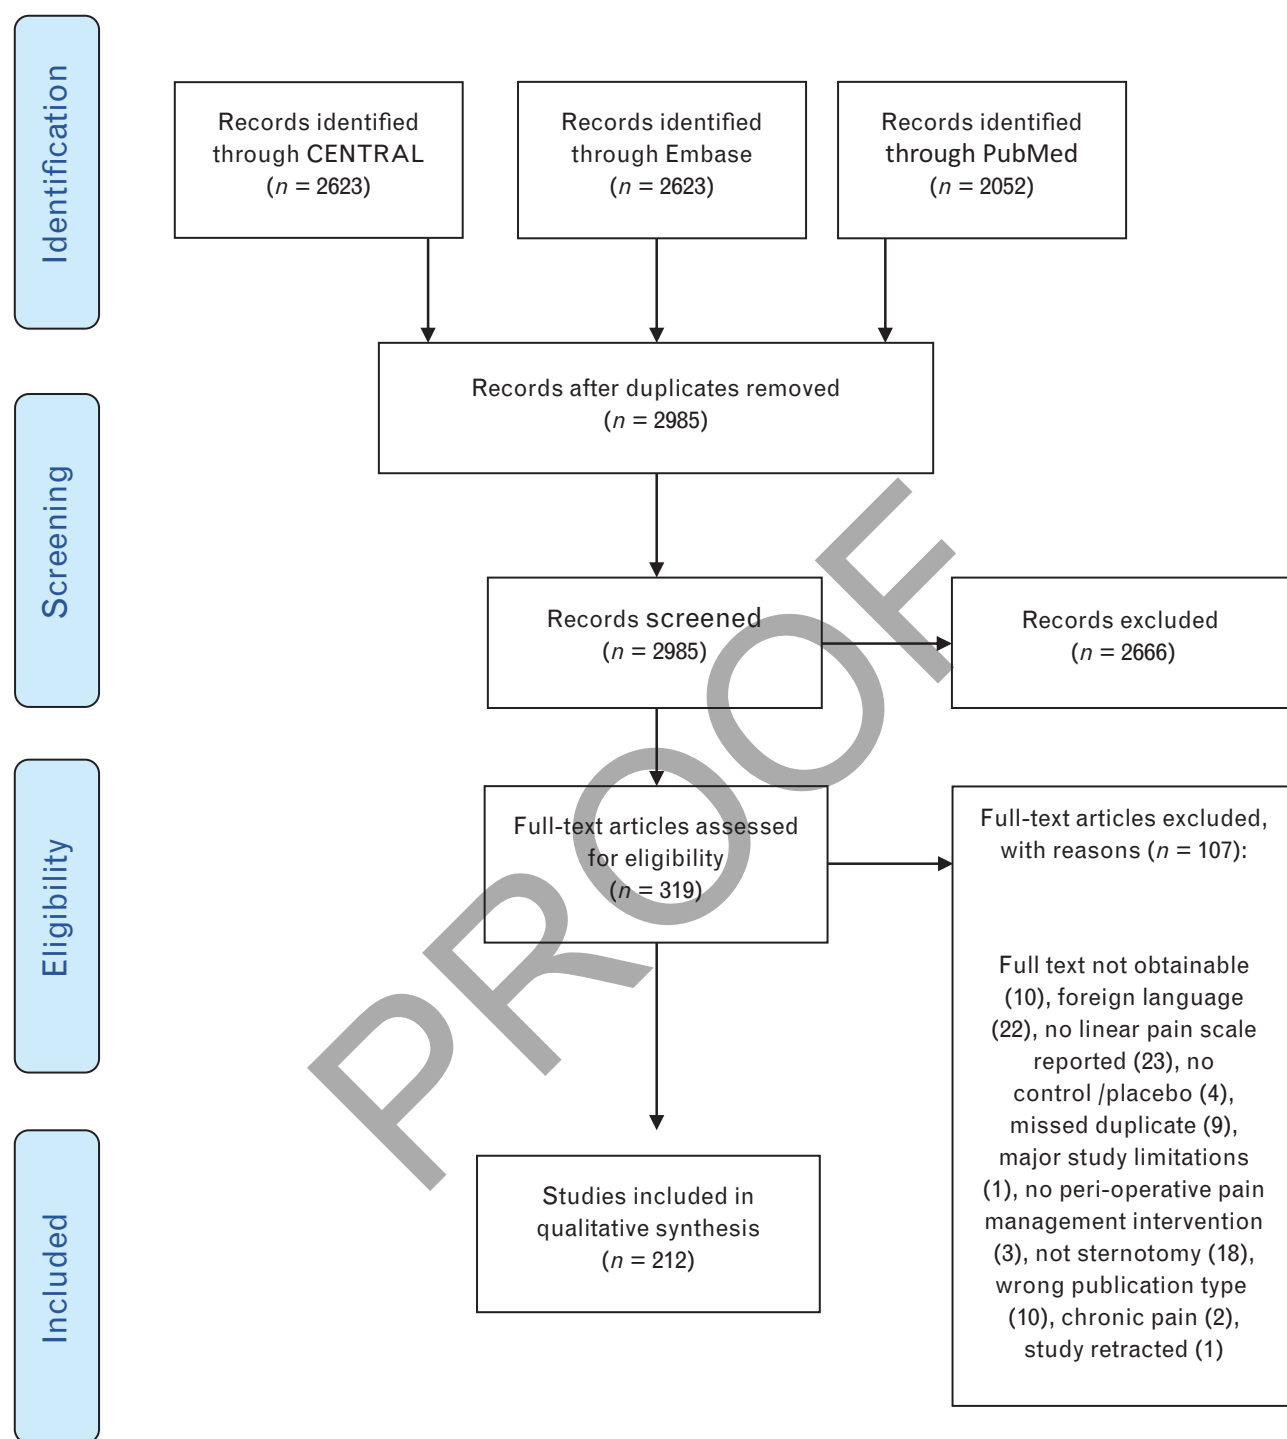 Identification
Records identified
through CENTRAL
(n = 2623)
Records identified
through Embase
(n = 2623)
Records identified
through PubMed
(n = 2052)
Records after duplicates removed
(n = 2985)
Screening
Records screened
(n = 2985)
Records excluded
(n = 2666)
Eligibility
Full-text articles assessed
for eligibility
(n = 319)
Full-text articles excluded,
with reasons (n = 107):
Full text not obtainable
(10), foreign language
(22), no linear pain scale
reported (23), no
control /placebo (4),
missed duplicate (9),
major study limitations
(1), no peri-operative pain
management intervention
(3), not sternotomy (18),
wrong publication type
(10), chronic pain (2),
study retracted (1)
Included
Studies included in
qualitative synthesis
(n = 212)
PROOF